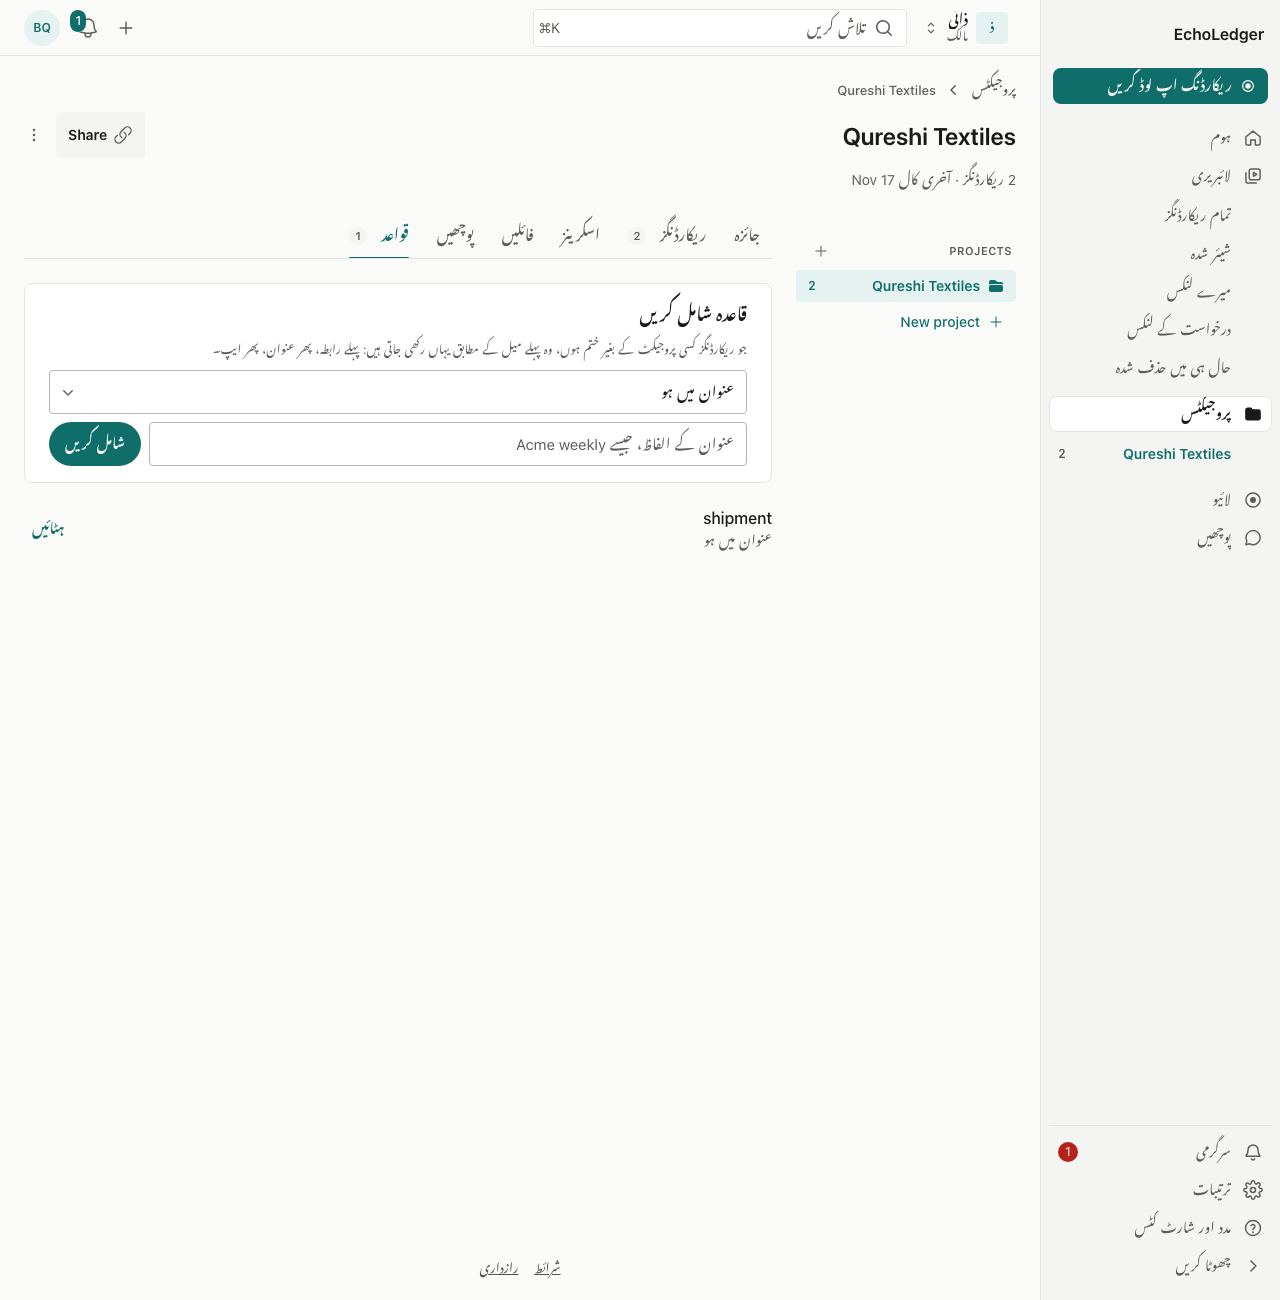 EchoLedger
ریکارڈنگ اپ لوڈ کریں
ہوم
لائبریری
تمام ریکارڈنگز
شیئر شدہ
میرے لنکس
درخواست کے لنکس
حال ہی میں حذف شدہ
پروجیکٹس
Qureshi Textiles 2
لائیو
پوچھیں
سرگرمی 1
ترتیبات
مدد اور شارٹ کٹس
چھوٹا کریں
ذ
ذاتی
مالک
تلاش کریں ⌘K
1
BQ
پروجیکٹس
Qureshi Textiles
Qureshi Textiles
Share
2 ریکارڈنگز · آخری کال Nov 17
PROJECTS
Qureshi Textiles 2
New project
جائزہ
ریکارڈنگز 2
اسکرینز
فائلیں
پوچھیں
قواعد 1
قاعدہ شامل کریں
جو ریکارڈنگز کسی پروجیکٹ کے بغیر ختم ہوں، وہ پہلے میل کے مطابق یہاں رکھی جاتی ہیں: پہلے رابطہ، پھر عنوان، پھر ایپ۔
عنوان میں ہو
عنوان کے الفاظ، جیسے Acme weekly
شامل کریں
shipment
عنوان میں ہو
ہٹائیں
شرائط
رازداری